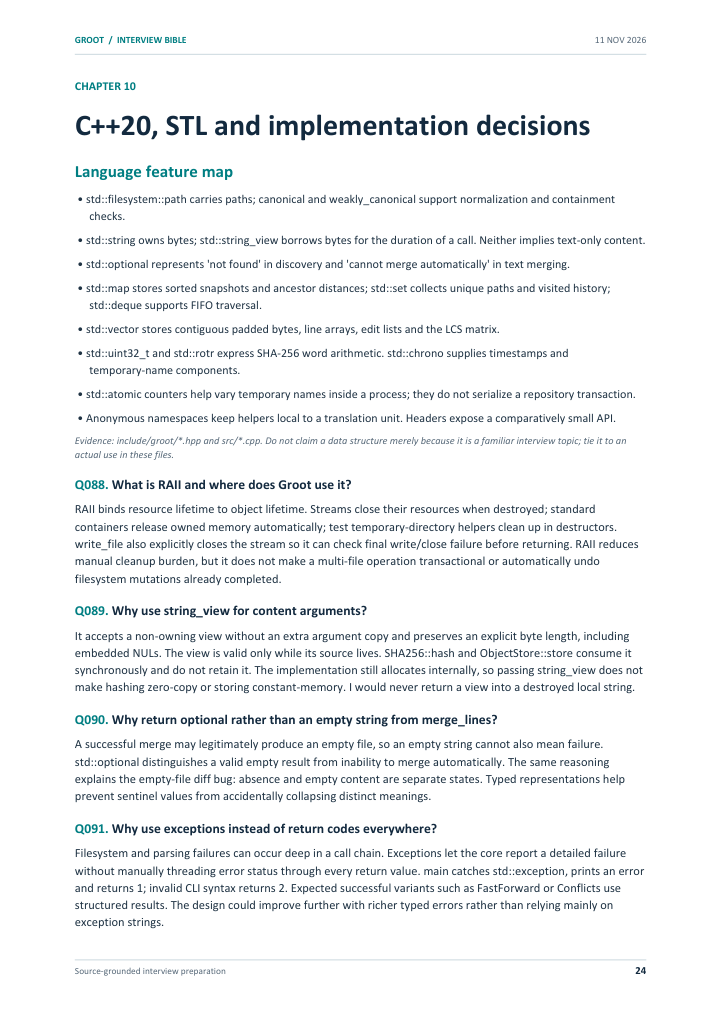 GROOT / INTERVIEW BIBLE
11 NOV 2026
CHAPTER 10
C++20, STL and implementation decisions
Language feature map
• std::filesystem::path carries paths; canonical and weakly_canonical support normalization and containment
checks.
• std::string owns bytes; std::string_view borrows bytes for the duration of a call. Neither implies text-only content.
• std::optional represents 'not found' in discovery and 'cannot merge automatically' in text merging.
• std::map stores sorted snapshots and ancestor distances; std::set collects unique paths and visited history;
std::deque supports FIFO traversal.
• std::vector stores contiguous padded bytes, line arrays, edit lists and the LCS matrix.
• std::uint32_t and std::rotr express SHA-256 word arithmetic. std::chrono supplies timestamps and
temporary-name components.
• std::atomic counters help vary temporary names inside a process; they do not serialize a repository transaction.
• Anonymous namespaces keep helpers local to a translation unit. Headers expose a comparatively small API.
Evidence: include/groot/*.hpp and src/*.cpp. Do not claim a data structure merely because it is a familiar interview topic; tie it to an
actual use in these files.
Q088. What is RAII and where does Groot use it?
RAII binds resource lifetime to object lifetime. Streams close their resources when destroyed; standard
containers release owned memory automatically; test temporary-directory helpers clean up in destructors.
write_file also explicitly closes the stream so it can check final write/close failure before returning. RAII reduces
manual cleanup burden, but it does not make a multi-file operation transactional or automatically undo
filesystem mutations already completed.
Q089. Why use string_view for content arguments?
It accepts a non-owning view without an extra argument copy and preserves an explicit byte length, including
embedded NULs. The view is valid only while its source lives. SHA256::hash and ObjectStore::store consume it
synchronously and do not retain it. The implementation still allocates internally, so passing string_view does not
make hashing zero-copy or storing constant-memory. I would never return a view into a destroyed local string.
Q090. Why return optional rather than an empty string from merge_lines?
A successful merge may legitimately produce an empty file, so an empty string cannot also mean failure.
std::optional distinguishes a valid empty result from inability to merge automatically. The same reasoning
explains the empty-file diff bug: absence and empty content are separate states. Typed representations help
prevent sentinel values from accidentally collapsing distinct meanings.
Q091. Why use exceptions instead of return codes everywhere?
Filesystem and parsing failures can occur deep in a call chain. Exceptions let the core report a detailed failure
without manually threading error status through every return value. main catches std::exception, prints an error
and returns 1; invalid CLI syntax returns 2. Expected successful variants such as FastForward or Conflicts use
structured results. The design could improve further with richer typed errors rather than relying mainly on
exception strings.
Source-grounded interview preparation
24